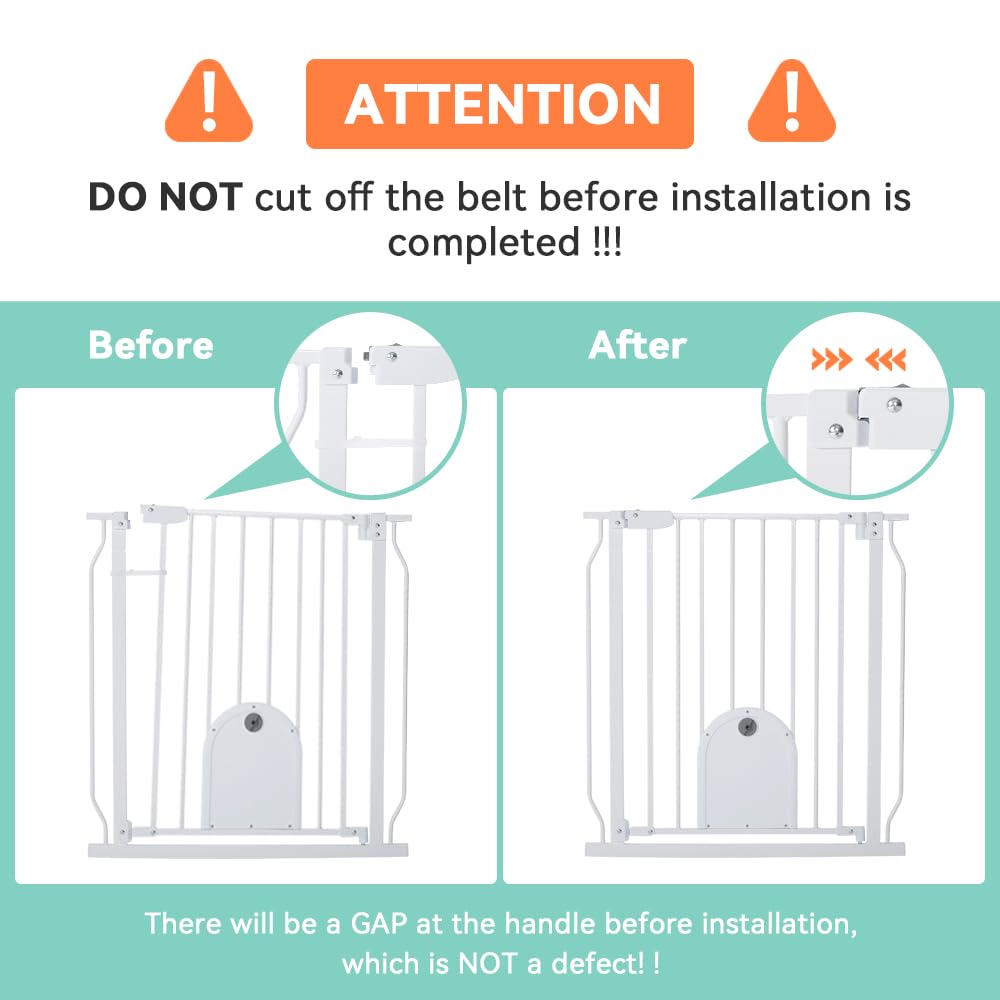 ATTENTION
DO NOT cut off the belt before installation is
completed !!!
Before
After
There will be a GAP at the handle before installation,
which is NOT a defect! !